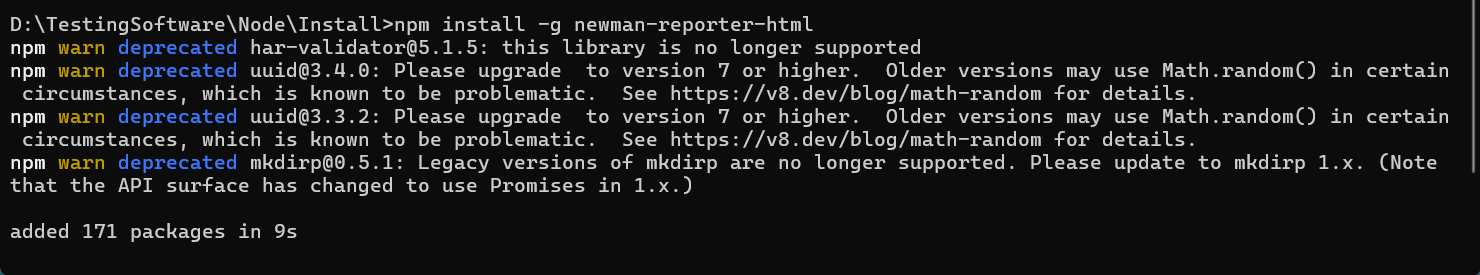 D:\TestingSoftware\Node\Install>npm install -g newman-reporter-html
npm warn deprecated har-validator@5.1.5: this library is no longer supported
npm warn deprecated uuid@3.4.0: Please upgrade  to version 7 or higher.  Older versions may use Math.random() in certain
 circumstances, which is known to be problematic.  See https://v8.dev/blog/math-random for details.
npm warn deprecated uuid@3.3.2: Please upgrade  to version 7 or higher.  Older versions may use Math.random() in certain
 circumstances, which is known to be problematic.  See https://v8.dev/blog/math-random for details.
npm warn deprecated mkdirp@0.5.1: Legacy versions of mkdirp are no longer supported. Please update to mkdirp 1.x. (Note
that the API surface has changed to use Promises in 1.x.)
added 171 packages in 9s